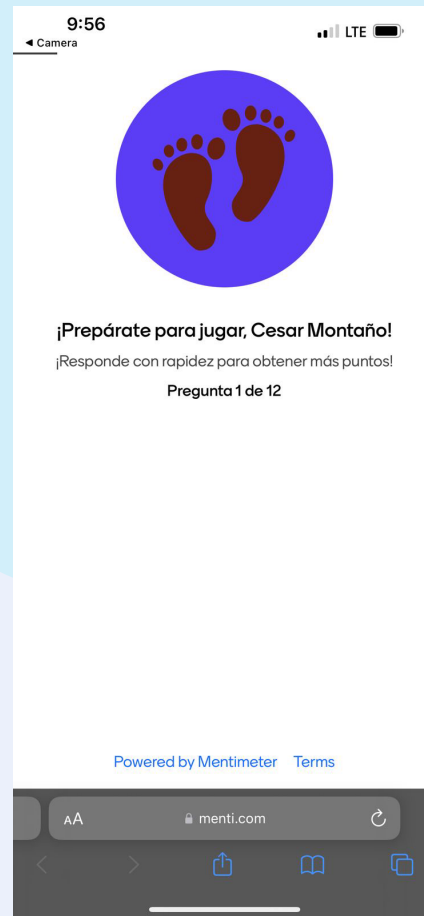 9:56
LTE
◄ Camera
¡Prepárate para jugar, Cesar Montaño!
¡Responde con rapidez para obtener más puntos!
Pregunta 1 de 12
Powered by Mentimeter Terms
AA menti.com